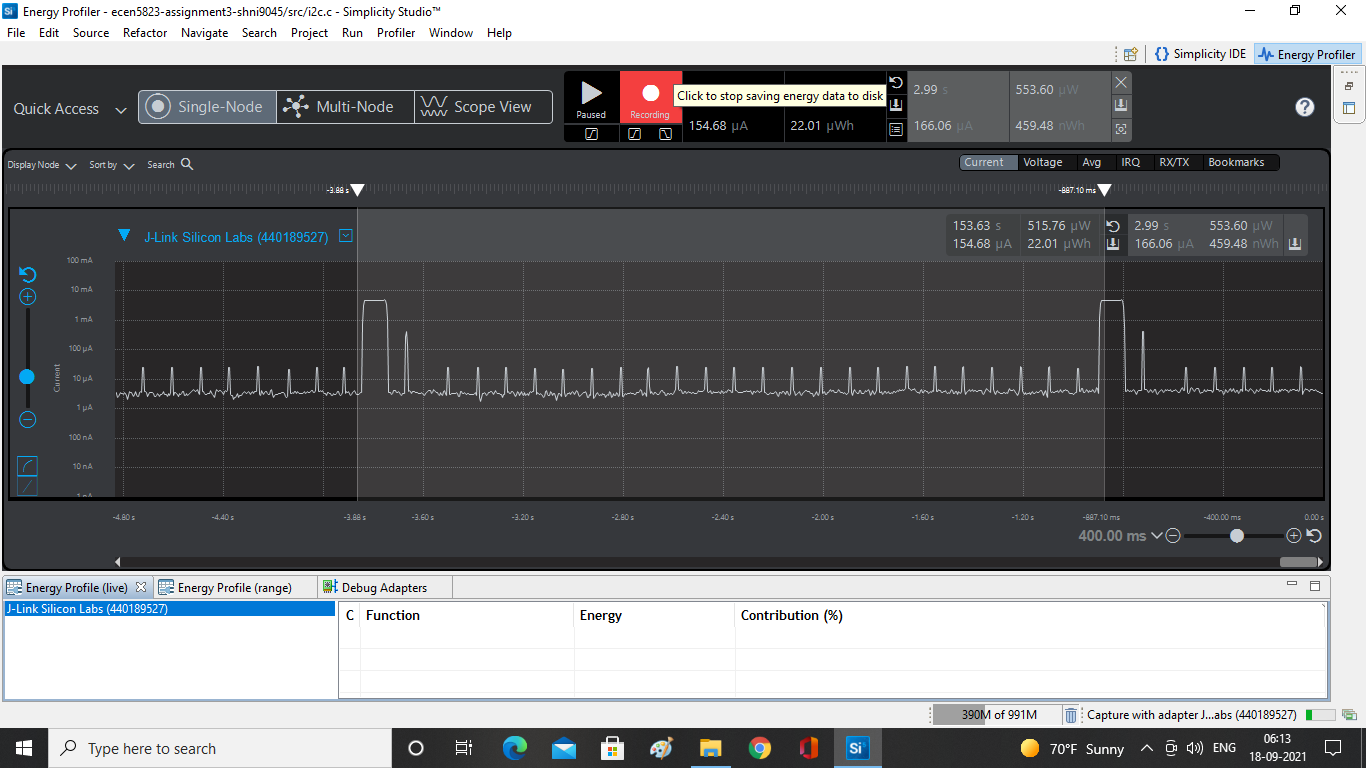 Energy Profiler - ecen5823-assignment3-shni9045/src/i2c.c - Simplicity Studio™
File Edit Source Refactor Navigate Search Project Run Profiler Window Help
Simplicity IDE Energy Profiler
Quick Access Single-Node Multi-Node Scope View
Paused Recording
Click to stop saving energy data to disk
154.68 µA 22.01 µWh
2.99 s 553.60 µW
166.06 µA 459.48 nWh
Display Node Sort by Search
Current Voltage Avg IRQ RX/TX Bookmarks
-3.88 s -887.10 ms
J-Link Silicon Labs (440189527)
153.63 s 515.76 µW 2.99 s 553.60 µW
154.68 µA 22.01 µWh 166.06 µA 459.48 nWh
100 mA
10 mA
1 mA
100 µA
10 µA
1 µA
100 nA
10 nA
1 nA
Current
-4.80 s -4.40 s -3.88 s -3.60 s -3.20 s -2.80 s -2.40 s -2.00 s -1.60 s -1.20 s -887.10 ms -400.00 ms 0.00 s
400.00 ms
Energy Profile (live) Energy Profile (range) Debug Adapters
J-Link Silicon Labs (440189527)
C Function Energy Contribution (%)
390M of 991M Capture with adapter J...abs (440189527)
Type here to search
70°F Sunny ENG
06:13
18-09-2021